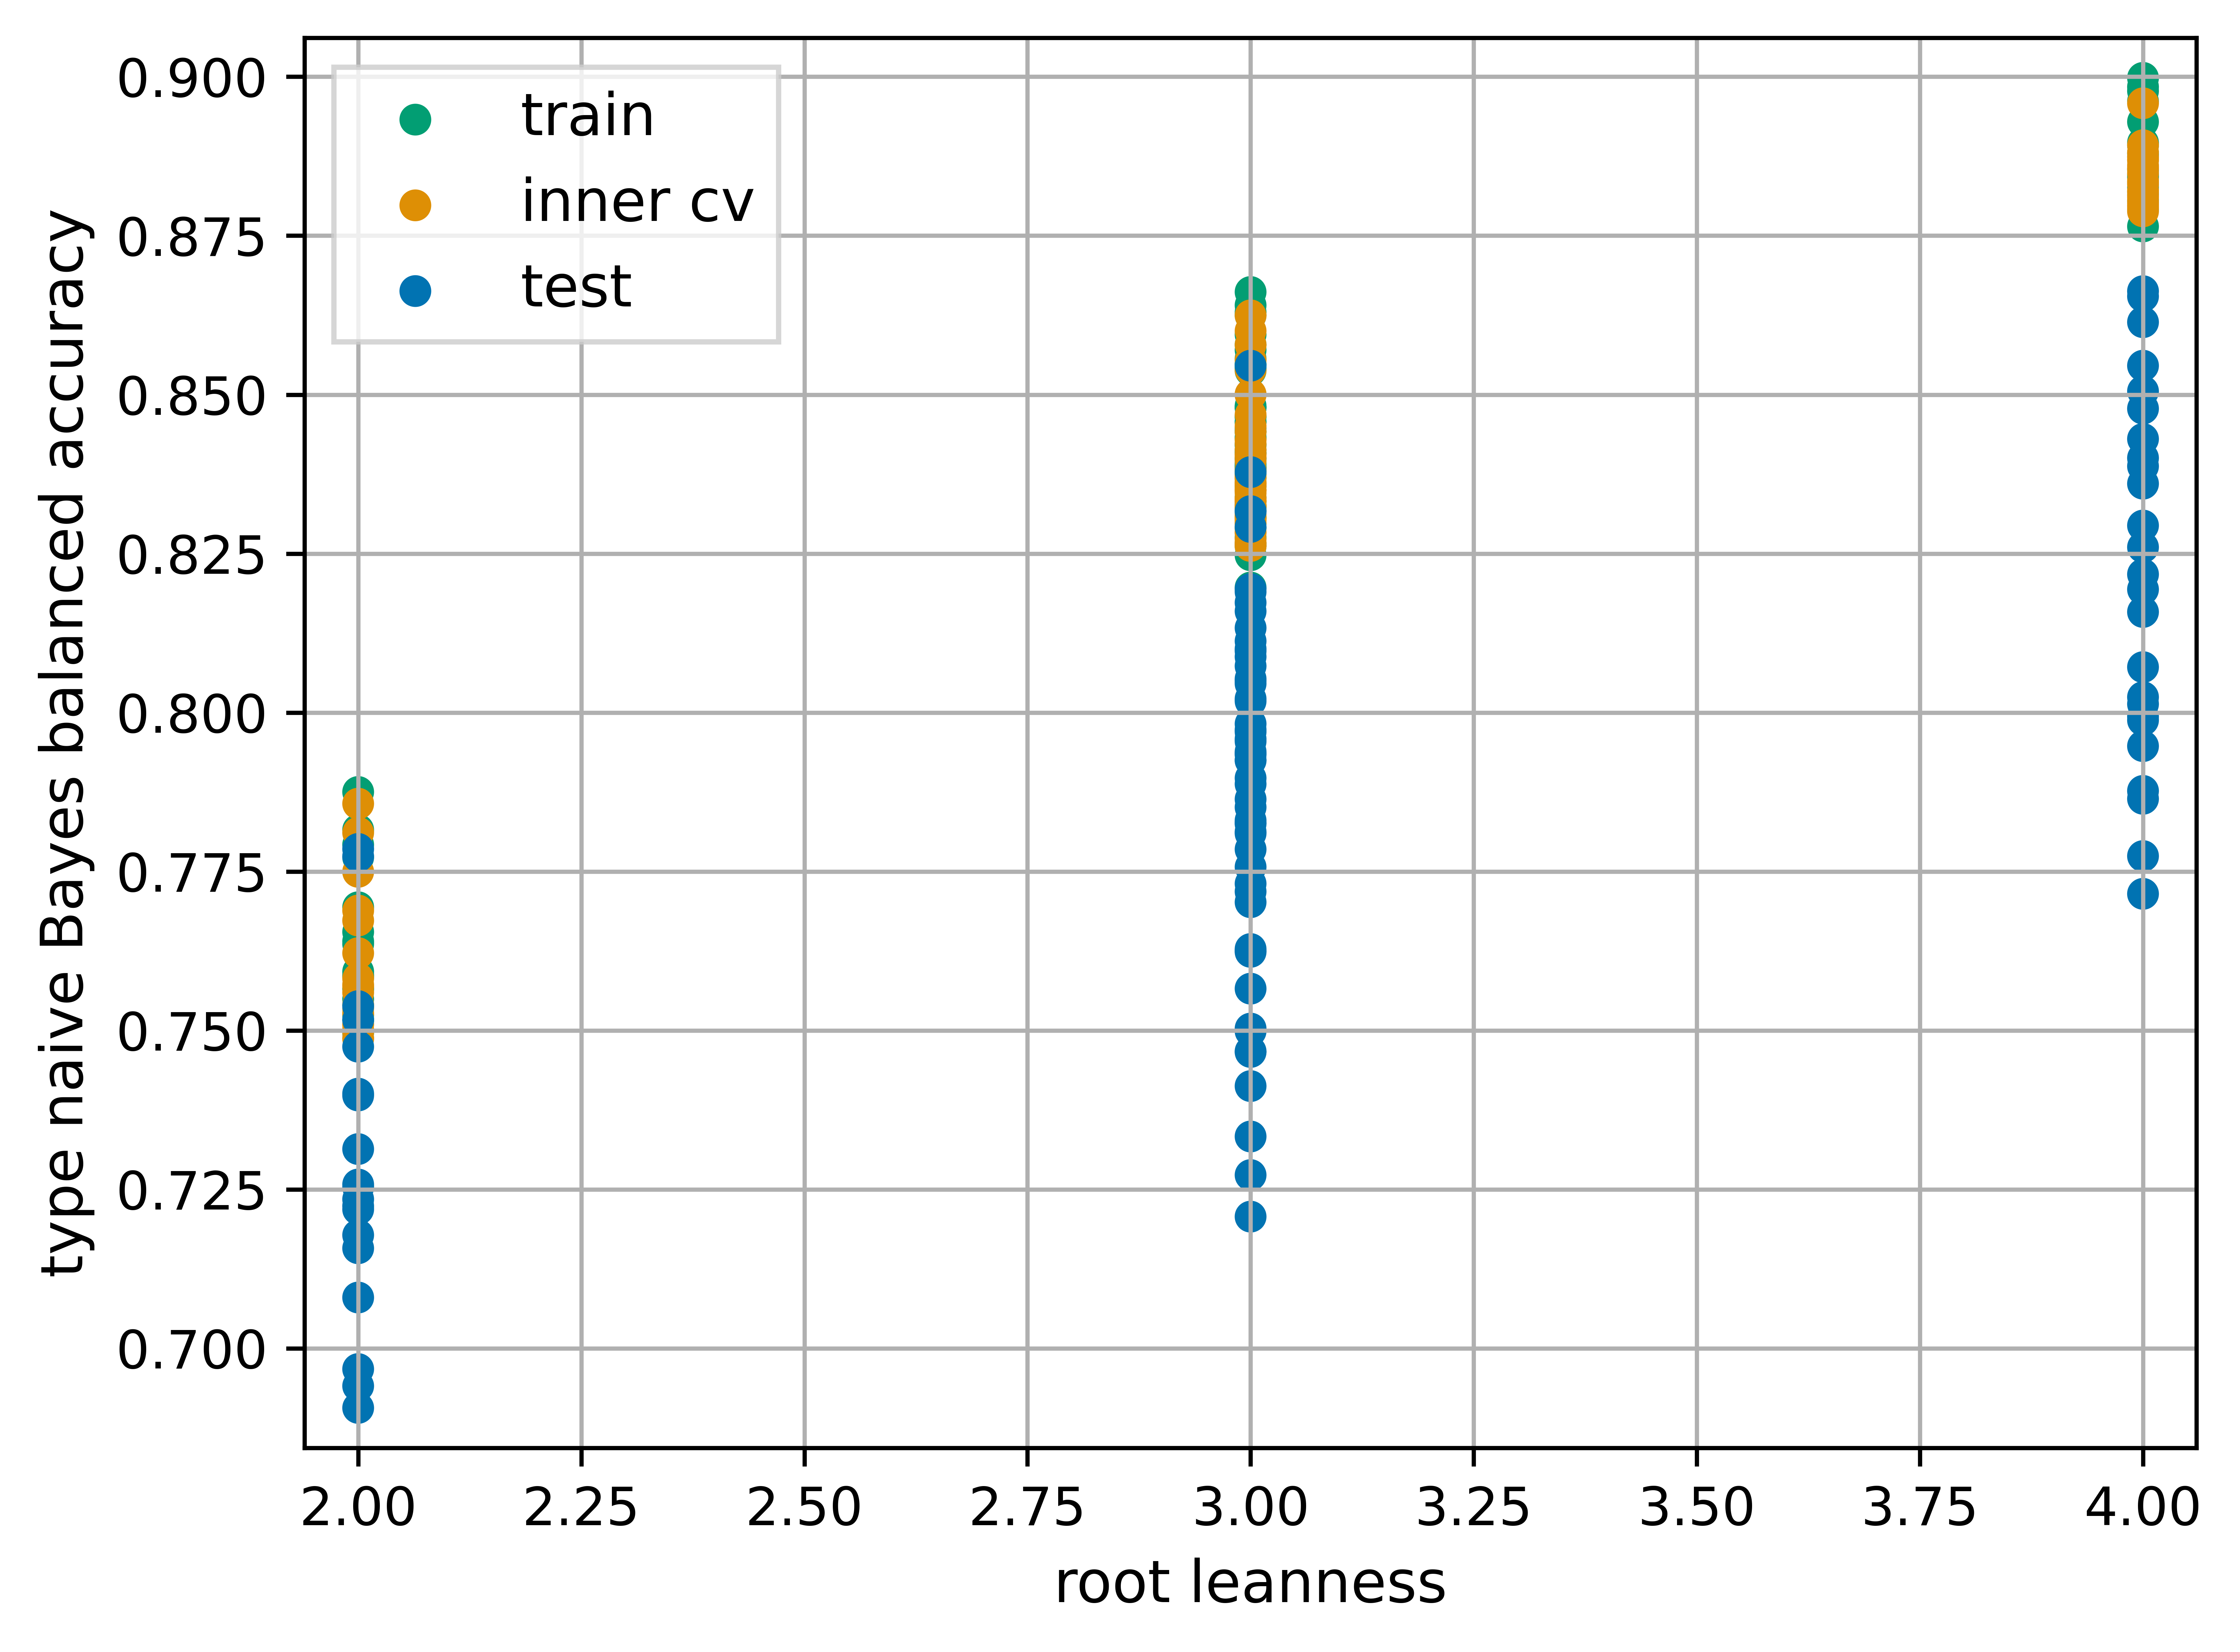 type naive Bayes balanced accuracy
0.900
0.875
0.850
0.825
0.800
0.775
0.750
0.725
0.700
train
inner cv
test
2.00 2.25 2.50 2.75 3.00 3.25 3.50 3.75 4.00
root leanness